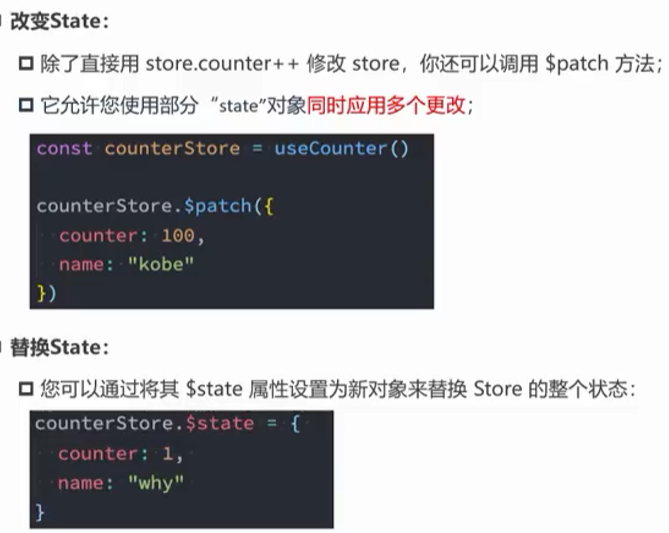 改变State：
除了直接用 store.counter++ 修改 store，你还可以调用 $patch 方法；
它允许您使用部分“state”对象同时应用多个更改；
const counterStore = useCounter()
counterStore.$patch({
counter: 100,
name: "kobe"
})
替换State：
您可以通过将其 $state 属性设置为新对象来替换 Store 的整个状态：
counterStore.$state = {
counter: 1,
name: "why"
}